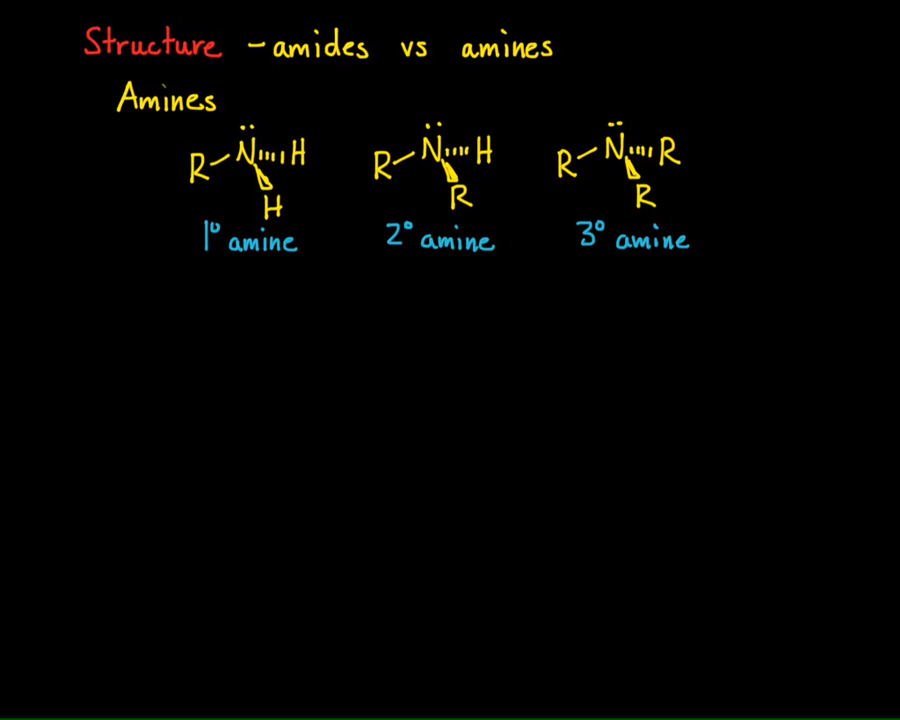 Structure - amides vs amines
Amines
R N H H
R N H R
R N R R
1° amine 2° amine 3° amine